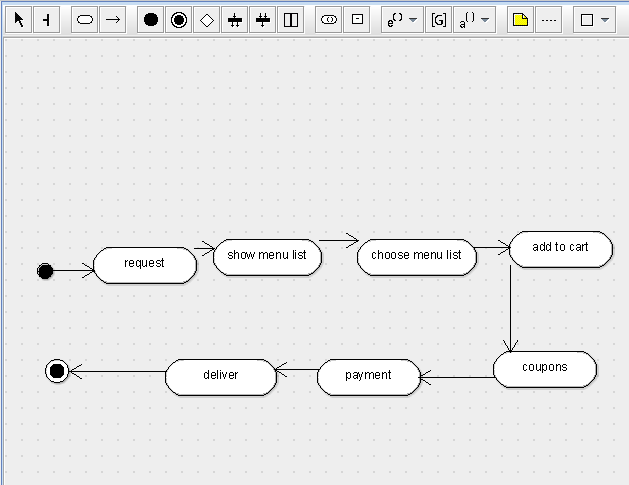 e() [G] a()
request
show menu list
choose menu list
add to cart
deliver
payment
coupons